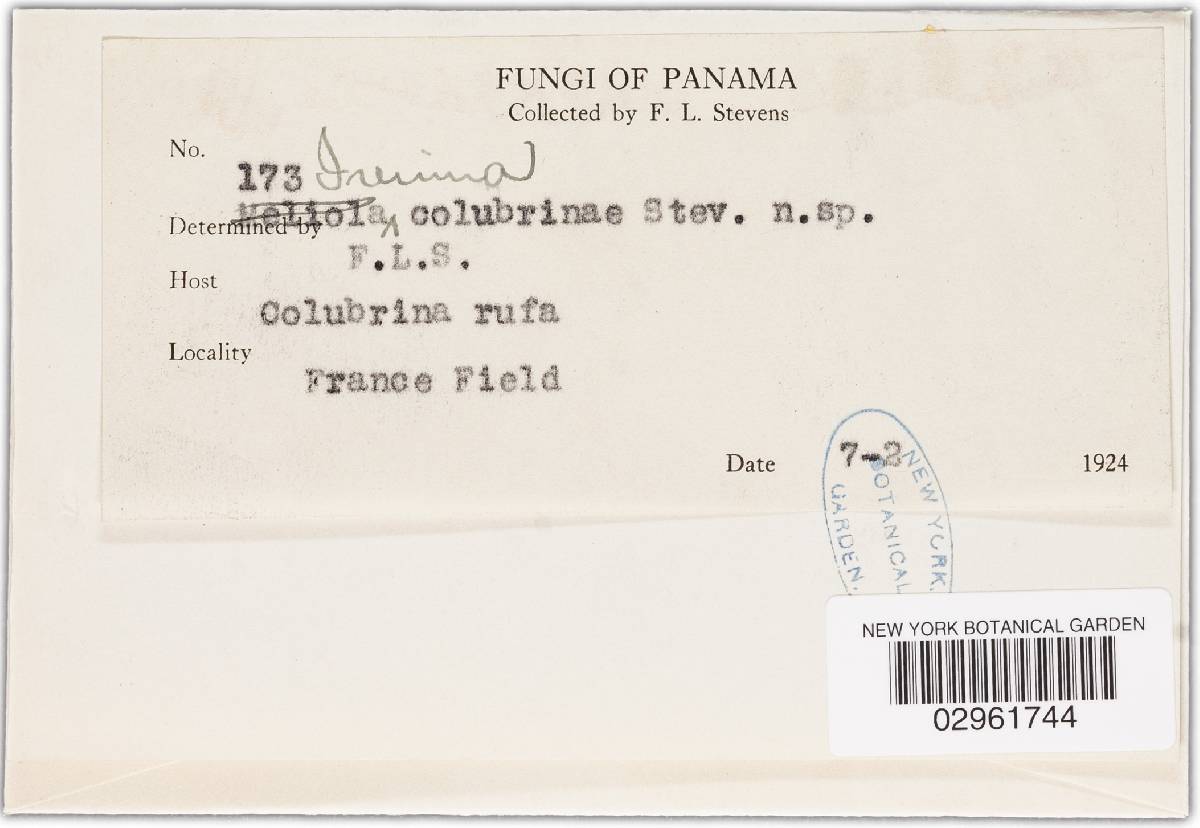 FUNGI OF PANAMA
Collected by F. L. Stevens
No.
173 Irenina
Meliola colubrinae Stev. n.sp.
Determined by
F.L.S.
Host
Colubrina rufa
Locality
France Field
Date 7-2 1924
NEW YORK
BOTANICAL
GARDEN.
NEW YORK BOTANICAL GARDEN
02961744